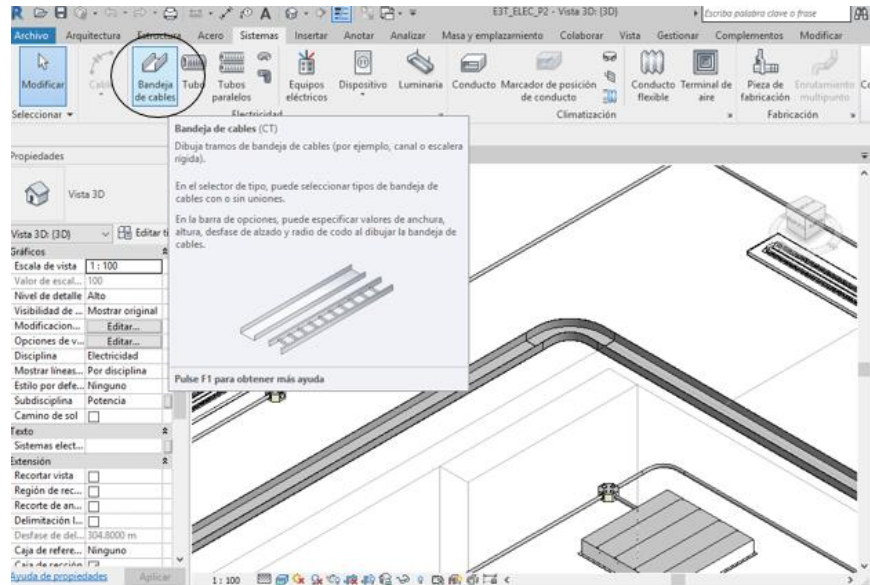 E3T_ELEC_P2 - Vista 3D: {3D}
Escriba palabra clave o frase
Archivo Arquitectura Estructura Acero Sistemas Insertar Anotar Analizar Masa y emplazamiento Colaborar Vista Gestionar Complementos Modificar
Modificar
Cable
Bandeja de cables
Tubo
Tubos paralelos
Equipos eléctricos
Dispositivo
Luminaria
Conducto
Marcador de posición de conducto
Conducto flexible
Terminal de aire
Pieza de fabricación
Enrutamiento multipunto
Seleccionar
Electricidad
Climatización
Fabricación
Bandeja de cables (CT)
Dibuja tramos de bandeja de cables (por ejemplo, canal o escalera
rígida).
En el selector de tipo, puede seleccionar tipos de bandeja de
cables con o sin uniones.
En la barra de opciones, puede especificar valores de anchura,
altura, desfase de alzado y radio de codo al dibujar la bandeja de
cables.
Pulse F1 para obtener más ayuda
Propiedades
Vista 3D
Vista 3D: {3D} Editar ti
Gráficos
Escala de vista 1 : 100
Valor de escal... 100
Nivel de detalle Alto
Visibilidad de ... Mostrar original
Modificacion... Editar...
Opciones de v... Editar...
Disciplina Electricidad
Mostrar líneas... Por disciplina
Estilo por defe... Ninguno
Subdisciplina Potencia
Camino de sol
Texto
Sistemas elect...
Extensión
Recortar vista
Región de rec...
Recorte de an...
Delimitación l...
Desfase de del... 304.8000 m
Caja de refere... Ninguno
Caja de sección
Ayuda de propiedades Aplicar
1 : 100